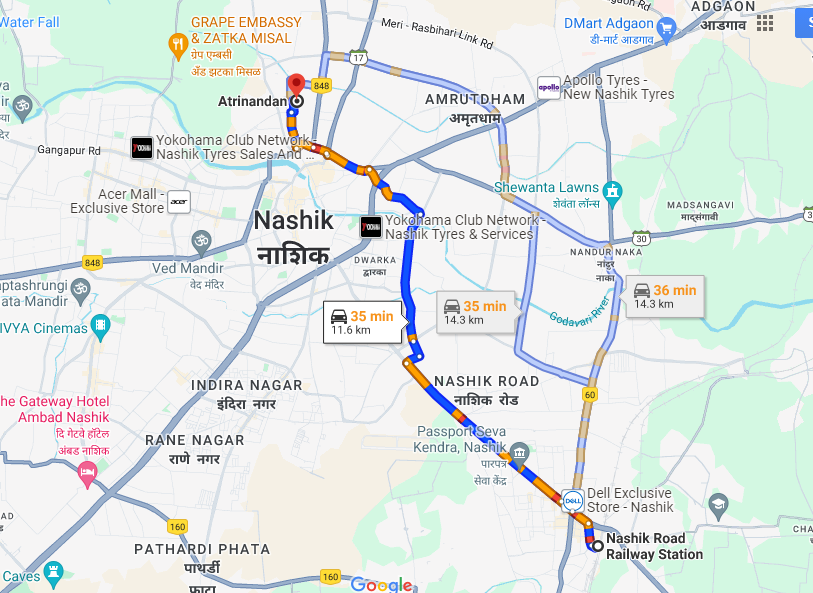 Water Fall
GRAPE EMBASSY
& ZATKA MISAL
ग्रेप एम्बसी
अँड झटका मिसळ
Meri - Rasbihari Link Rd
DMart Adgaon
डी-मार्ट आडगाव
ADGAON
आडगाव
S
17
848
Atrinandan
AMRUTDHAM
अमृतधाम
apollo
Apollo Tyres -
New Nashik Tyres
Gangapur Rd
Yokohama Club Network -
Nashik Tyres Sales And ...
Acer Mall -
Exclusive Store
acer
Shewanta Lawns
शेवंता लॉन्स
MADSANGAVI
माद्संगावी
Nashik
नाशिक
Yokohama Club Network -
Nashik Tyres & Services
30
3
NANDUR NAKA
नांदुर
नाका
Ved Mandir
वेद मंदिर
848
DWARKA
द्वारका
aptashrungi
ata Mandir
IVYA Cinemas
35 min
11.6 km
35 min
14.3 km
36 min
14.3 km
Godavari River
INDIRA NAGAR
इंदिरा नगर
NASHIK ROAD
नाशिक रोड
60
he Gateway Hotel
Ambad Nashik
दि गेटवे हॉटेल
अंबड नाशिक
RANE NAGAR
राणे नगर
Passport Seva
Kendra, Nashik
पारपत्र
सेवा केंद्र
DELL
Dell Exclusive
Store - Nashik
160
CHA
Nashik Road
Railway Station
PATHARDI PHATA
पाथर्डी
फाटा
Caves
160
Google